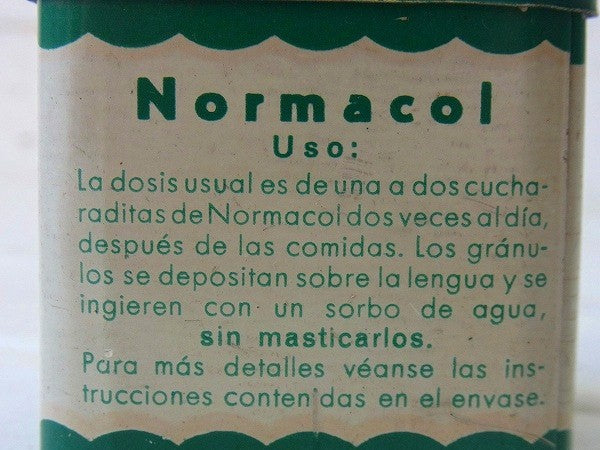 Normacol
Uso:
La dosis usual es de una a dos cucha-
raditas de Normacol dos veces al día,
después de las comidas. Los gránu-
los se depositan sobre la lengua y se
ingieren con un sorbo de agua,
sin masticarlos.
Para más detalles véanse las ins-
trucciones contenidas en el envase.